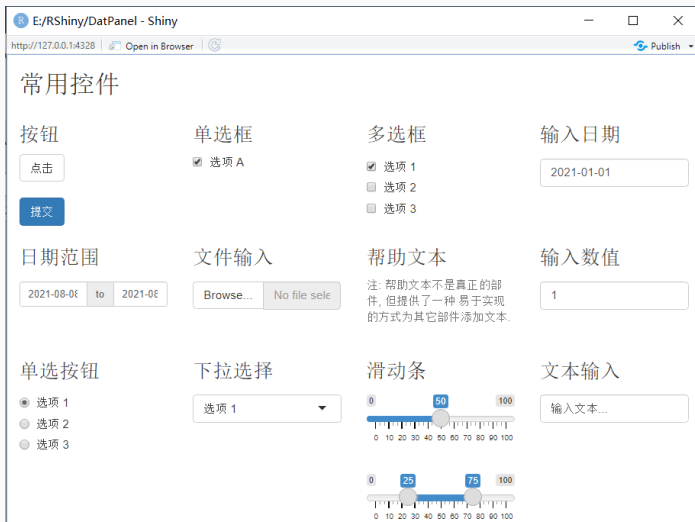 R E:/RShiny/DatPanel - Shiny
http://127.0.0.1:4328 Open in Browser Publish
常用控件
按钮
点击
提交
单选框
选项 A
多选框
选项 1
选项 2
选项 3
输入日期
2021-01-01
日期范围
2021-08-08 to 2021-08
文件输入
Browse... No file sele
帮助文本
注: 帮助文本不是真正的部
件, 但提供了一种 易于实现
的方式为其它部件添加文本.
输入数值
1
单选按钮
选项 1
选项 2
选项 3
下拉选择
选项 1
滑动条
0 50 100
0 10 20 30 40 50 60 70 80 90 100
0 25 75 100
0 10 20 30 40 50 60 70 80 90 100
文本输入
输入文本...